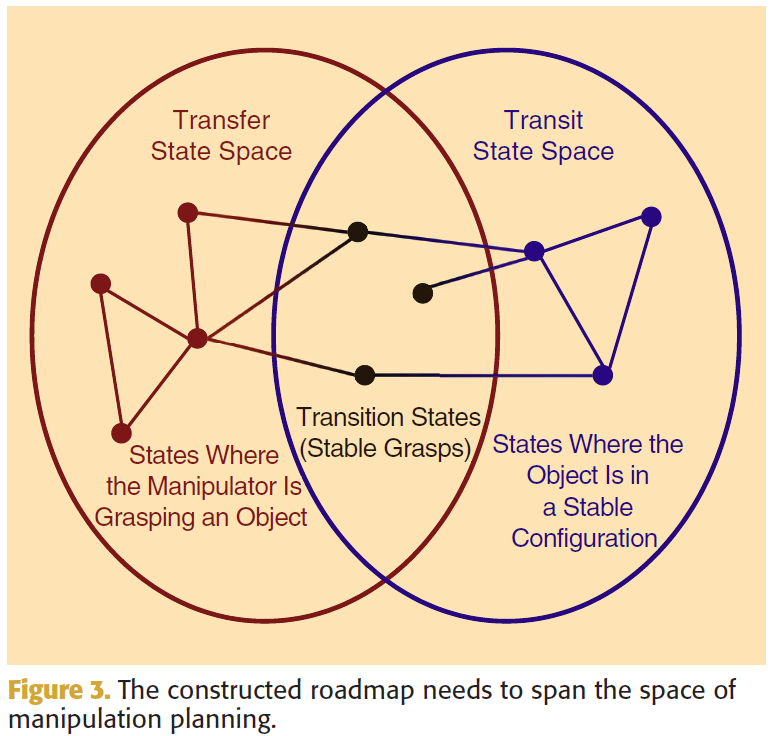 Transfer
State Space
Transit
State Space
Transition States
(Stable Grasps)
States Where
the Manipulator Is
Grasping an Object
States Where the
Object Is in
a Stable
Configuration
Figure 3. The constructed roadmap needs to span the space of
manipulation planning.